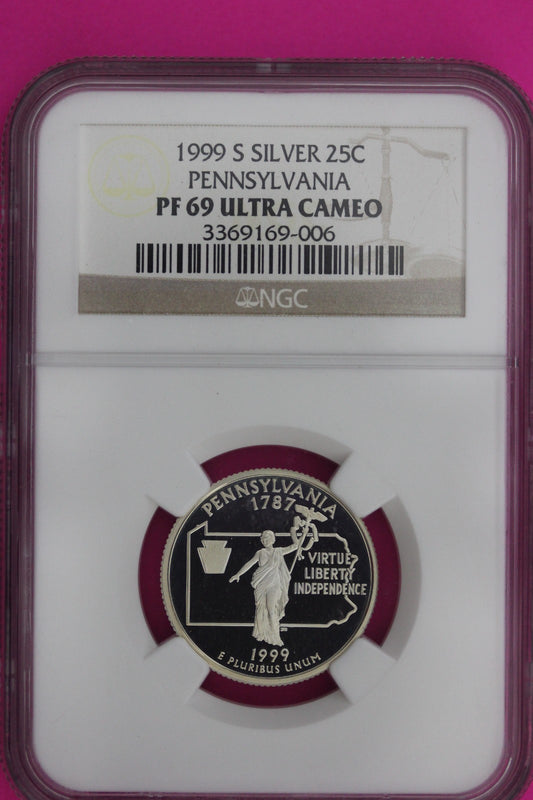 1999 S SILVER 25C
PENNSYLVANIA
PF 69 ULTRA CAMEO
3369169-006
NGC
PENNSYLVANIA
1787
VIRTUE
LIBERTY
INDEPENDENCE
1999
E PLURIBUS UNUM